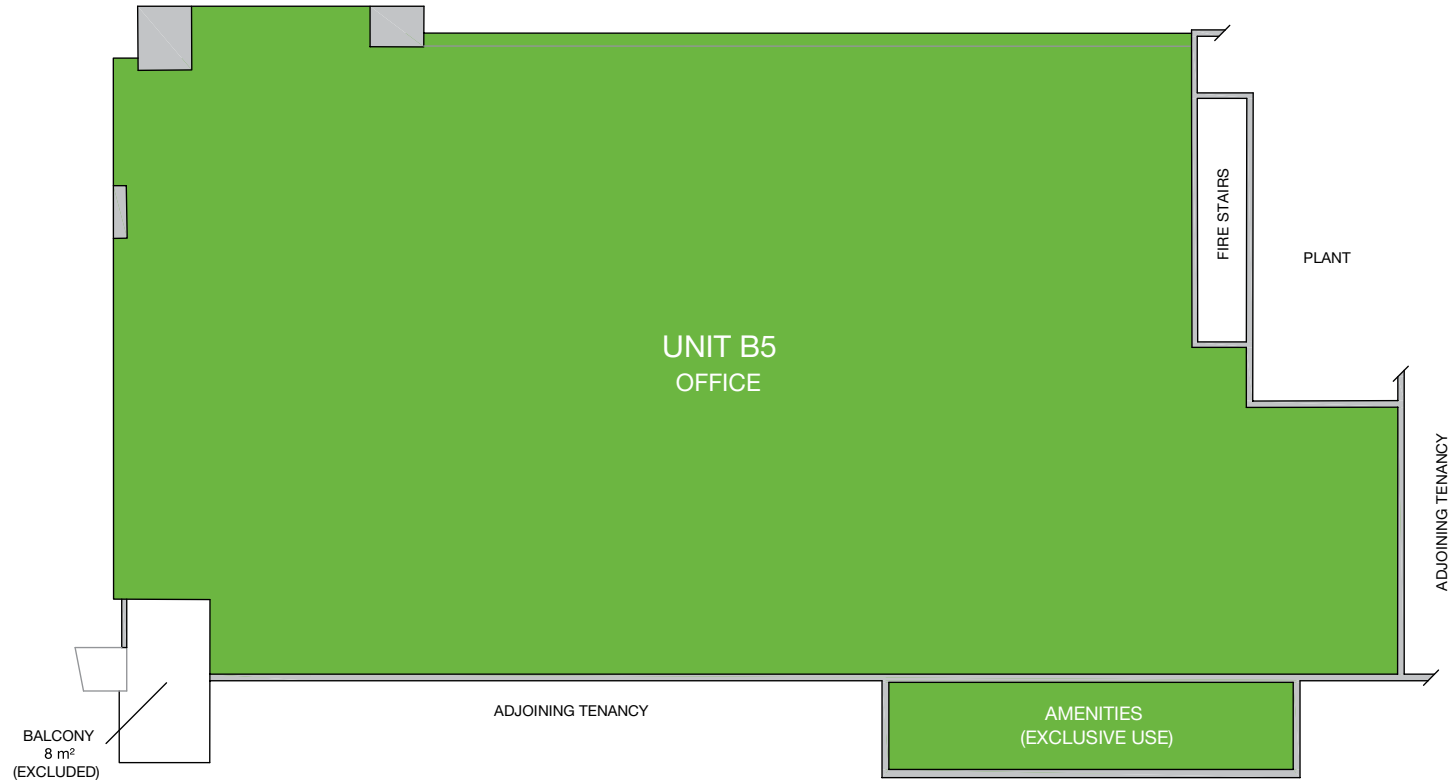 FIRE STAIRS
PLANT
UNIT B5
OFFICE
ADJOINING TENANCY
ADJOINING TENANCY
AMENITIES
(EXCLUSIVE USE)
BALCONY
8 m²
(EXCLUDED)